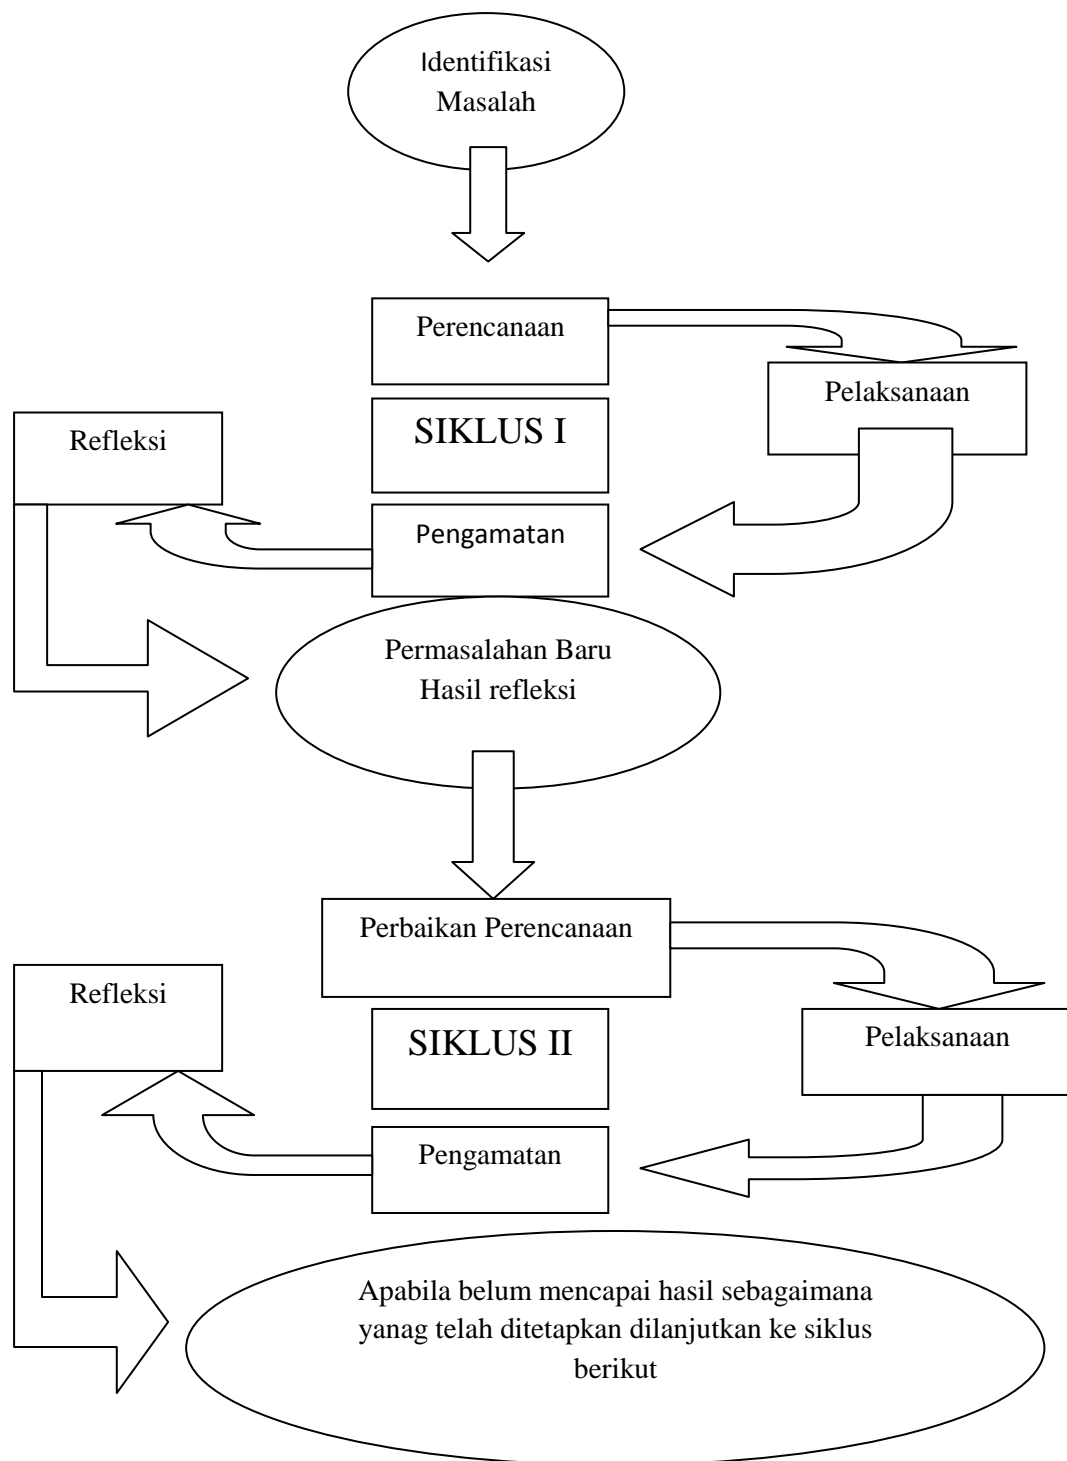 Identifikasi
Masalah
Perencanaan
Pelaksanaan
Refleksi
SIKLUS I
Pengamatan
Permasalahan Baru
Hasil refleksi
Perbaikan Perencanaan
Refleksi
Pelaksanaan
SIKLUS II
Pengamatan
Apabila belum mencapai hasil sebagaimana
yanag telah ditetapkan dilanjutkan ke siklus
berikut